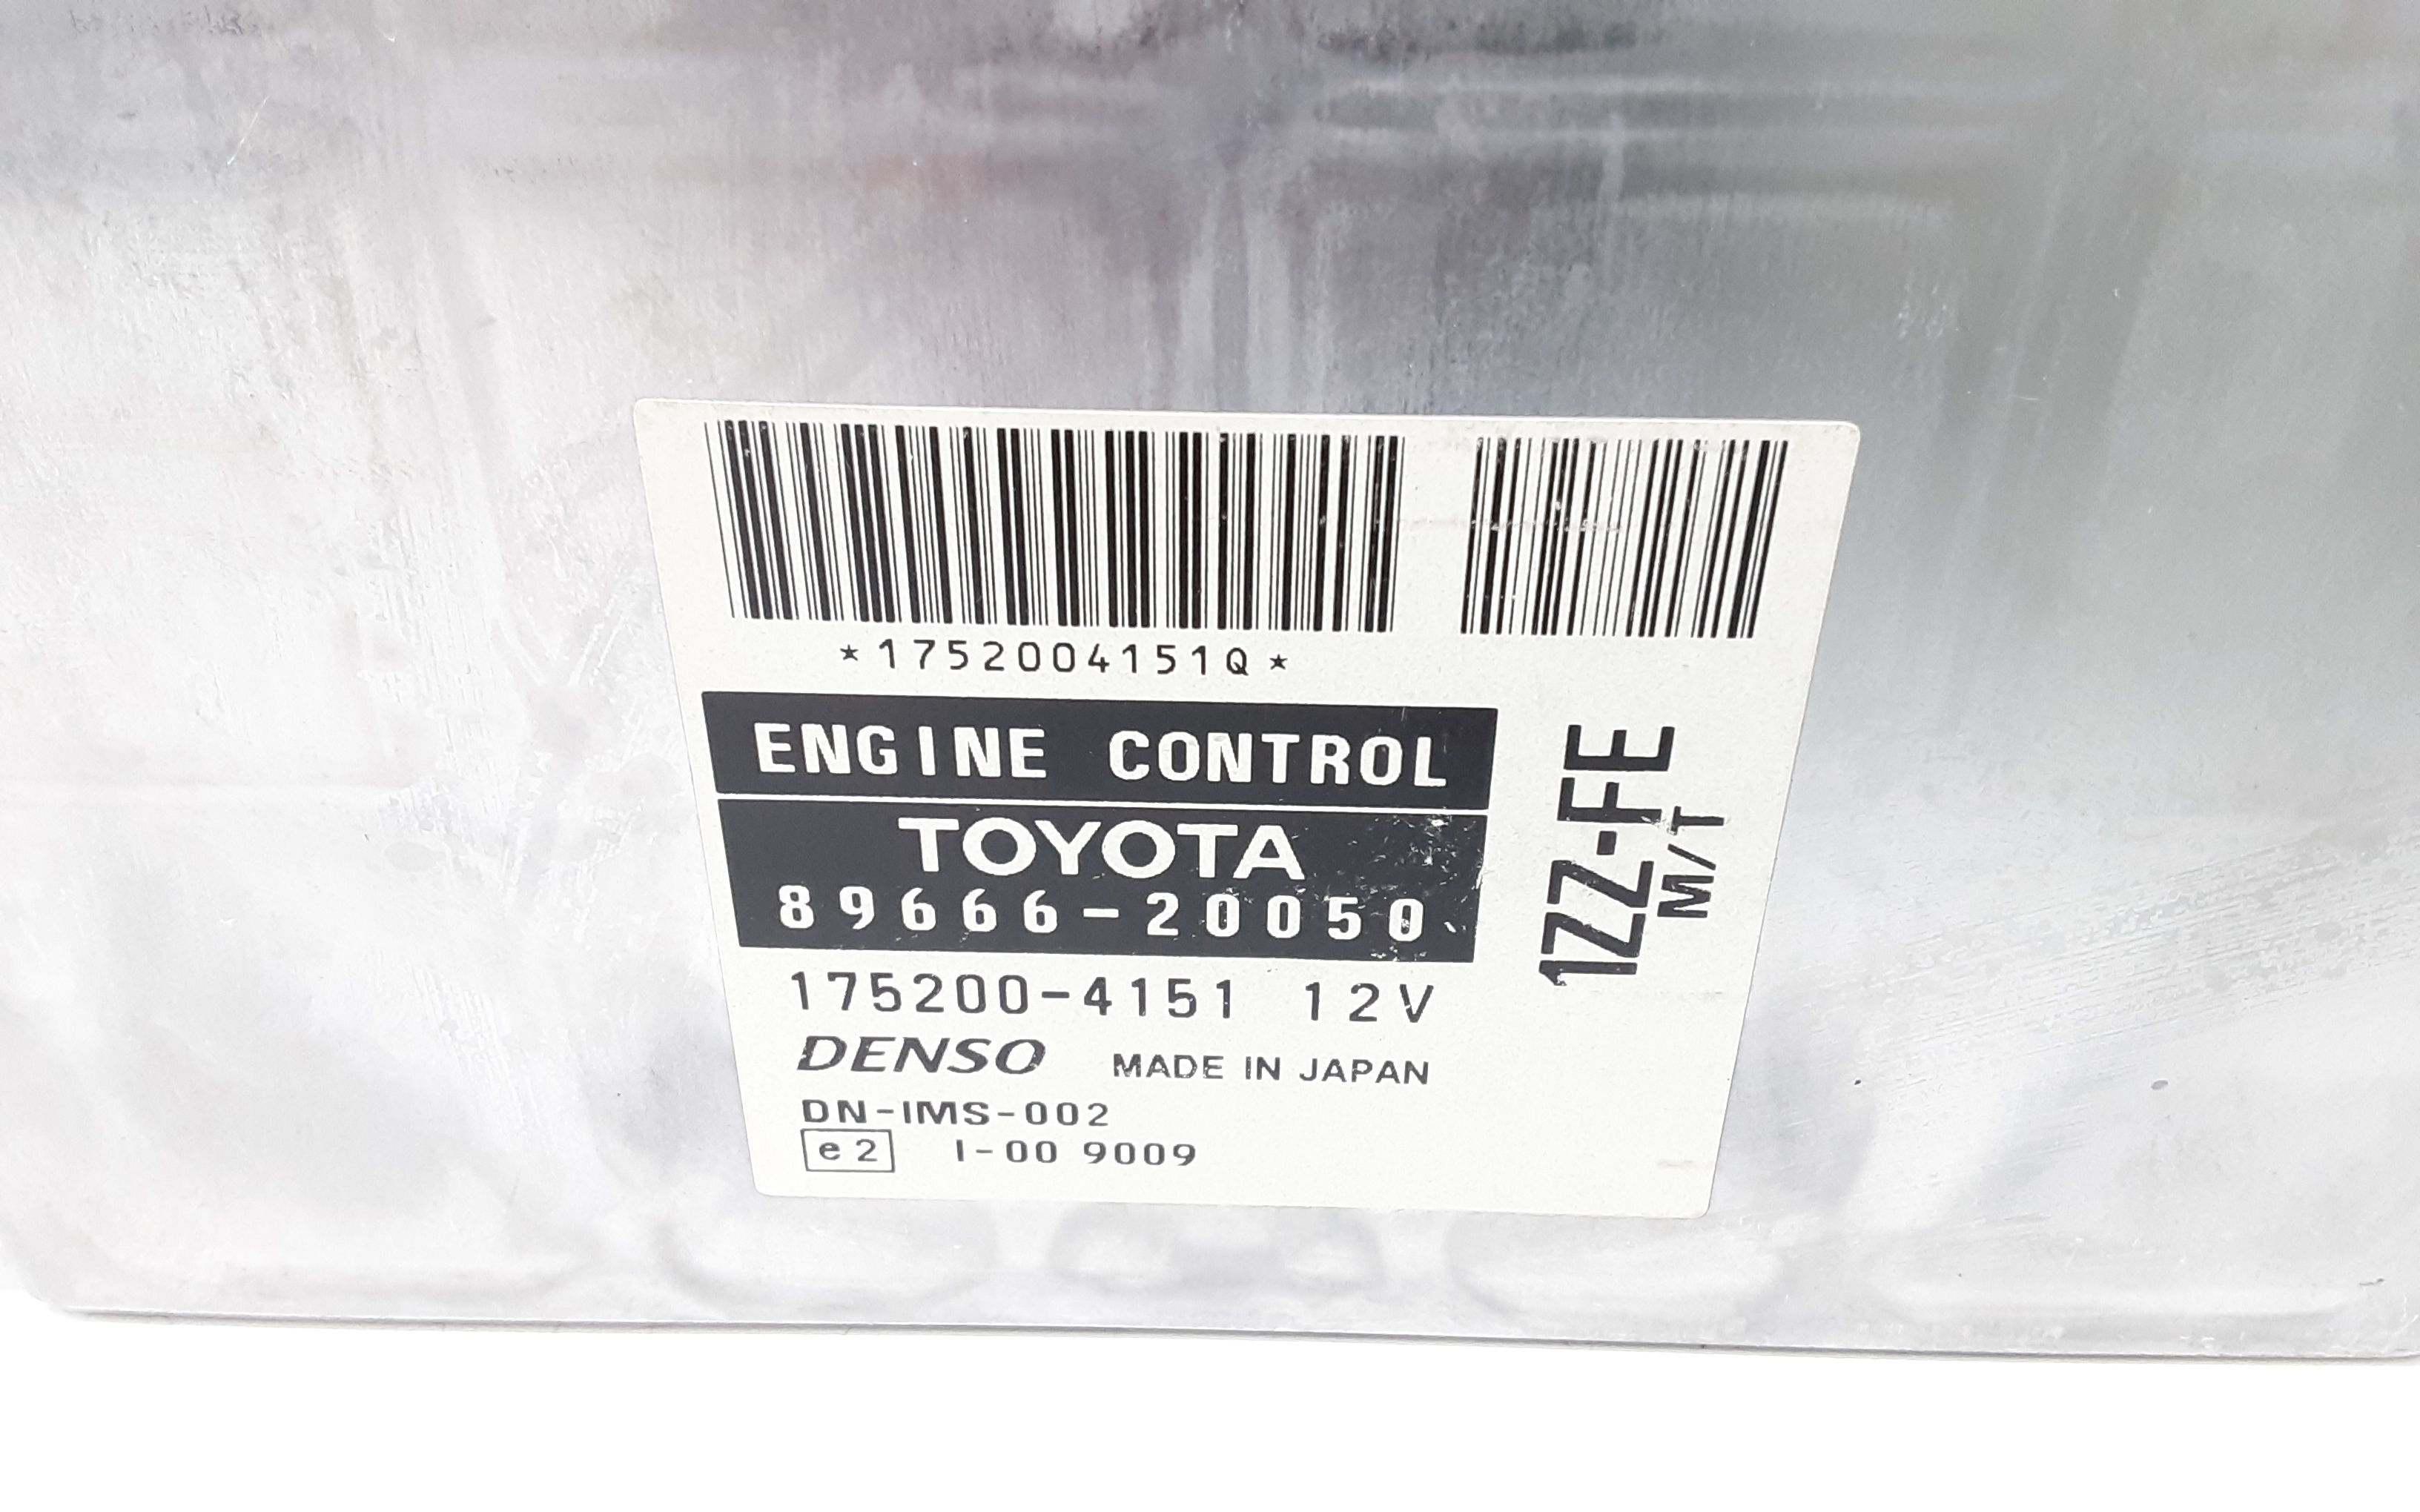 *1752004151Q*
ENGINE CONTROL
TOYOTA
89666-20050
175200-4151 12V
DENSO MADE IN JAPAN
DN-IMS-002
e2 I-00 9009
1ZZ-FE
M/T